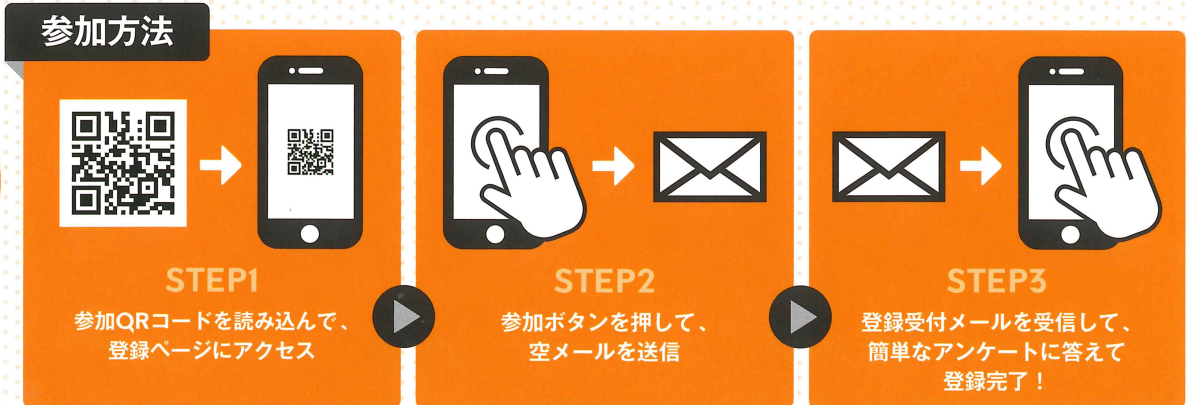 参加方法
STEP1
参加QRコードを読み込んで、
登録ページにアクセス
STEP2
参加ボタンを押して、
空メールを送信
STEP3
登録受付メールを受信して、
簡単なアンケートに答えて
登録完了！